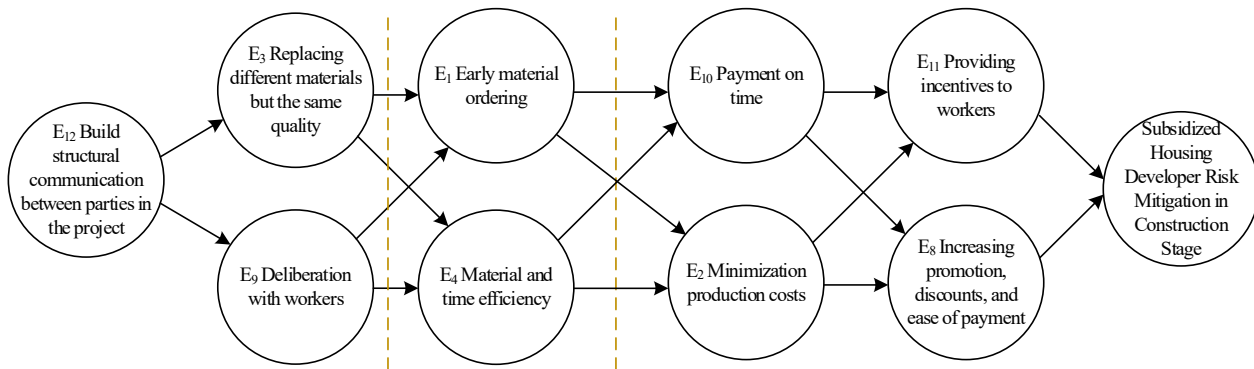 E12 Build
structural
communication
between parties in
the project
E3 Replacing
different materials
but the same
quality
E9 Deliberation
with workers
E1 Early material
ordering
E4 Material and
time efficiency
E10 Payment on
time
E2 Minimization
production costs
E11 Providing
incentives to
workers
E8 Increasing
promotion,
discounts, and
ease of payment
Subsidized
Housing
Developer Risk
Mitigation in
Construction
Stage